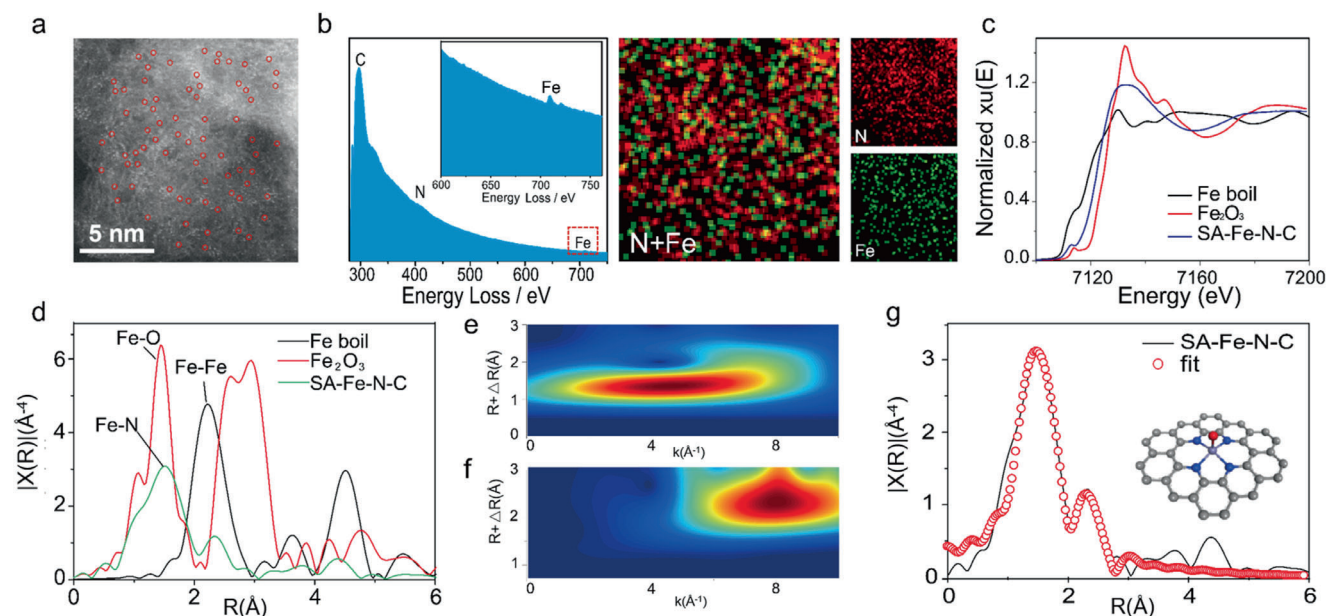 a
5 nm
b
C
N
Fe
Fe
600
650
700
750
Energy Loss / eV
300
400
500
600
700
Energy Loss / eV
N+Fe
N
Fe
c
Normalized xu(E)
1.2
0.8
0.4
0.0
Fe boil
Fe₂O₃
SA-Fe-N-C
7120
7160
7200
Energy (eV)
d
|X(R)|(Å⁻⁴)
6
4
2
0
Fe-O
Fe-Fe
Fe-N
Fe boil
Fe₂O₃
SA-Fe-N-C
0
2
4
6
R(Å)
e
R+△R(Å)
3
2
1
0
0
4
8
k(Å⁻¹)
f
R+△R(Å)
3
2
1
0
0
4
8
k(Å⁻¹)
g
|X(R)|(Å⁻⁴)
3
2
1
0
SA-Fe-N-C
fit
0
2
4
6
R(Å)